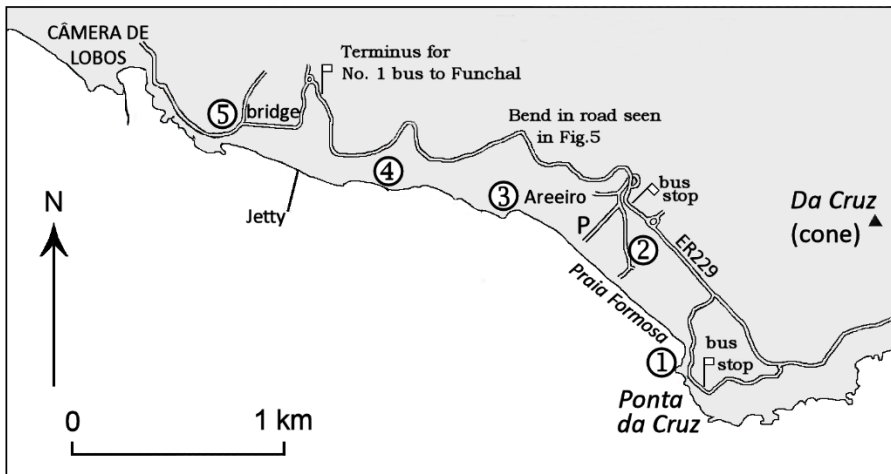 CÂMERA DE
LOBOS
Terminus for
No. 1 bus to Funchal
⑤
bridge
Bend in road seen
in Fig.5
④
Jetty
③
Areeiro
bus
stop
P
②
ER229
Da Cruz
(cone)
N
Praia Formosa
①
bus
stop
Ponta
da Cruz
0
1 km